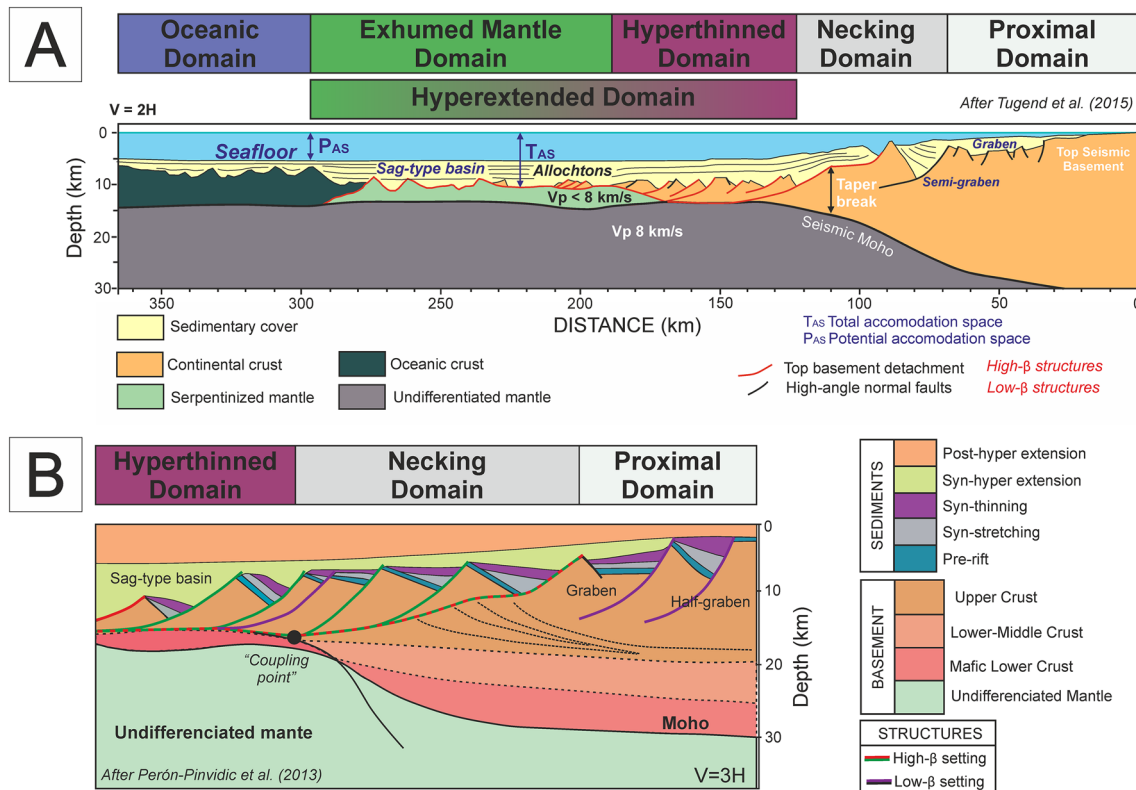 A
Oceanic
Domain
Exhumed Mantle
Domain
Hyperthinned
Domain
Necking
Domain
Proximal
Domain
Hyperextended Domain
V = 2H
After Tugend et al. (2015)
Depth (km)
0
10
20
30
Seafloor
PAS
TAS
Sag-type basin
Allochtons
Vp < 8 km/s
Vp 8 km/s
Taper
break
Seismic Moho
Graben
Semi-graben
Top Seismic
Basement
350
300
250
200
150
100
50
0
DISTANCE (km)
Sedimentary cover
Continental crust
Oceanic crust
Serpentinized mantle
Undifferentiated mantle
TAS Total accomodation space
PAS Potential accomodation space
Top basement detachment
High-β structures
High-angle normal faults
Low-β structures
B
Hyperthinned
Domain
Necking
Domain
Proximal
Domain
Sag-type basin
Graben
Half-graben
"Coupling
point"
Undifferenciated mante
Moho
After Perón-Pinvidic et al. (2013)
V=3H
0
10
20
30
Depth (km)
SEDIMENTS
Post-hyper extension
Syn-hyper extension
Syn-thinning
Syn-stretching
Pre-rift
BASEMENT
Upper Crust
Lower-Middle Crust
Mafic Lower Crust
Undifferenciated Mantle
STRUCTURES
High-β setting
Low-β setting